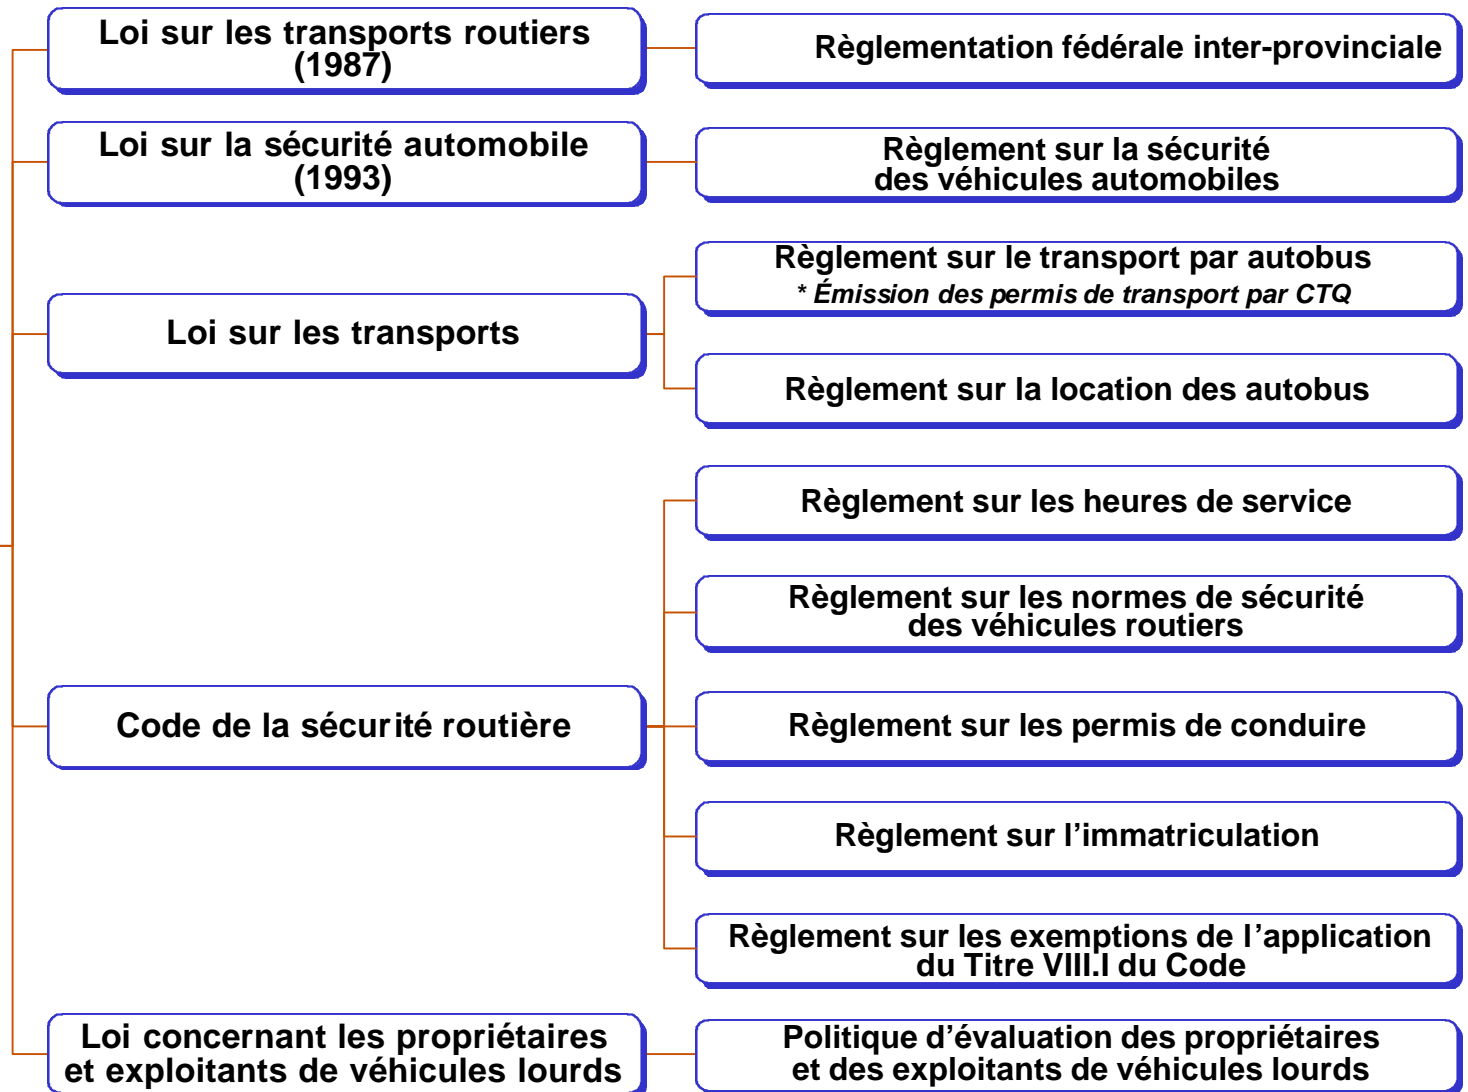 Loi sur les transports routiers
(1987)
Règlementation fédérale inter-provinciale
Loi sur la sécurité automobile
(1993)
Règlement sur la sécurité
des véhicules automobiles
Loi sur les transports
Règlement sur le transport par autobus
* Émission des permis de transport par CTQ
Règlement sur la location des autobus
Code de la sécurité routière
Règlement sur les heures de service
Règlement sur les normes de sécurité
des véhicules routiers
Règlement sur les permis de conduire
Règlement sur l’immatriculation
Règlement sur les exemptions de l’application
du Titre VIII.I du Code
Loi concernant les propriétaires
et exploitants de véhicules lourds
Politique d’évaluation des propriétaires
et des exploitants de véhicules lourds